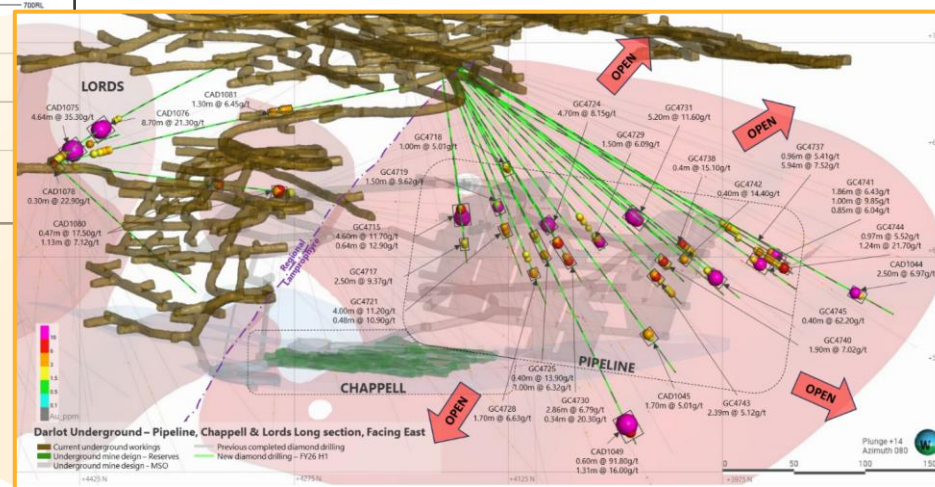 700RL
LORDS
CAD1075
4.64m @ 35.30g/t
CAD1076
8.70m @ 21.30g/t
CAD1081
1.30m @ 6.45g/t
CAD1078
0.30m @ 22.90g/t
CAD1080
0.47m @ 17.50g/t
1.13m @ 7.12g/t
GC4718
1.00m @ 5.01g/t
GC4719
1.50m @ 9.62g/t
GC4715
4.60m @ 11.70g/t
0.64m @ 12.90g/t
GC4717
2.50m @ 9.37g/t
GC4721
4.00m @ 11.20g/t
0.48m @ 10.90g/t
GC4724
4.70m @ 8.15g/t
GC4729
1.50m @ 6.09g/t
GC4731
5.20m @ 11.60g/t
GC4738
0.4m @ 15.10g/t
GC4742
0.40m @ 14.40g/t
GC4737
0.96m @ 5.41g/t
5.94m @ 7.52g/t
GC4741
1.86m @ 6.43g/t
1.00m @ 9.85g/t
0.85m @ 6.04g/t
GC4744
0.97m @ 5.52g/t
1.24m @ 21.70g/t
CAD1044
2.50m @ 6.97g/t
GC4745
0.40m @ 62.20g/t
GC4740
1.90m @ 7.02g/t
GC4743
2.39m @ 5.12g/t
CAD1045
1.70m @ 5.01g/t
GC4725
0.40m @ 13.90g/t
1.00m @ 6.32g/t
GC4730
2.86m @ 6.79g/t
0.34m @ 20.30g/t
GC4728
1.70m @ 6.63g/t
CAD1049
0.60m @ 91.80g/t
1.31m @ 16.00g/t
OPEN
OPEN
OPEN
OPEN
Regional
Lamprophyre
PIPELINE
CHAPPELL
Au_ppm
Darlot Underground – Pipeline, Chappell & Lords Long section, Facing East
Current underground workings
Underground mine deign – Reserves
Underground mine design – MSO
Previous completed diamond drilling
New diamond drilling – FY26 H1
Plunge +14
Azimuth 080
W
0 50 100 150
+4425 N
+4275 N
+4125 N
+3975 N